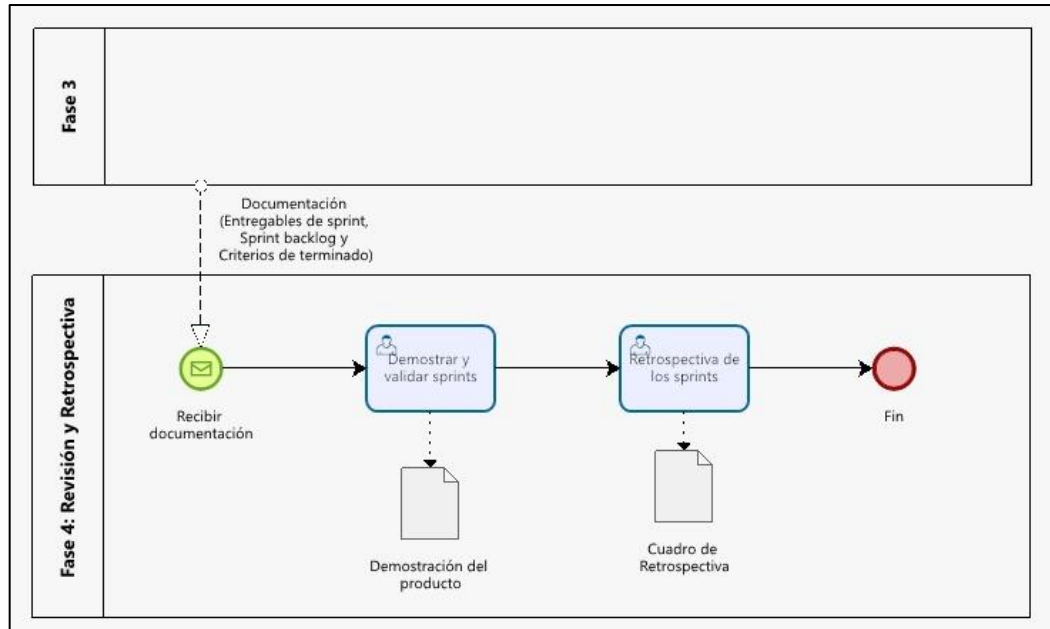 Fase 3
Documentación
(Entregables de sprint,
Sprint backlog y
Criterios de terminado)
Fase 4: Revisión y Retrospectiva
Recibir
documentación
Demostrar y
validar sprints
Retrospectiva de
los sprints
Fin
Demostración del
producto
Cuadro de
Retrospectiva